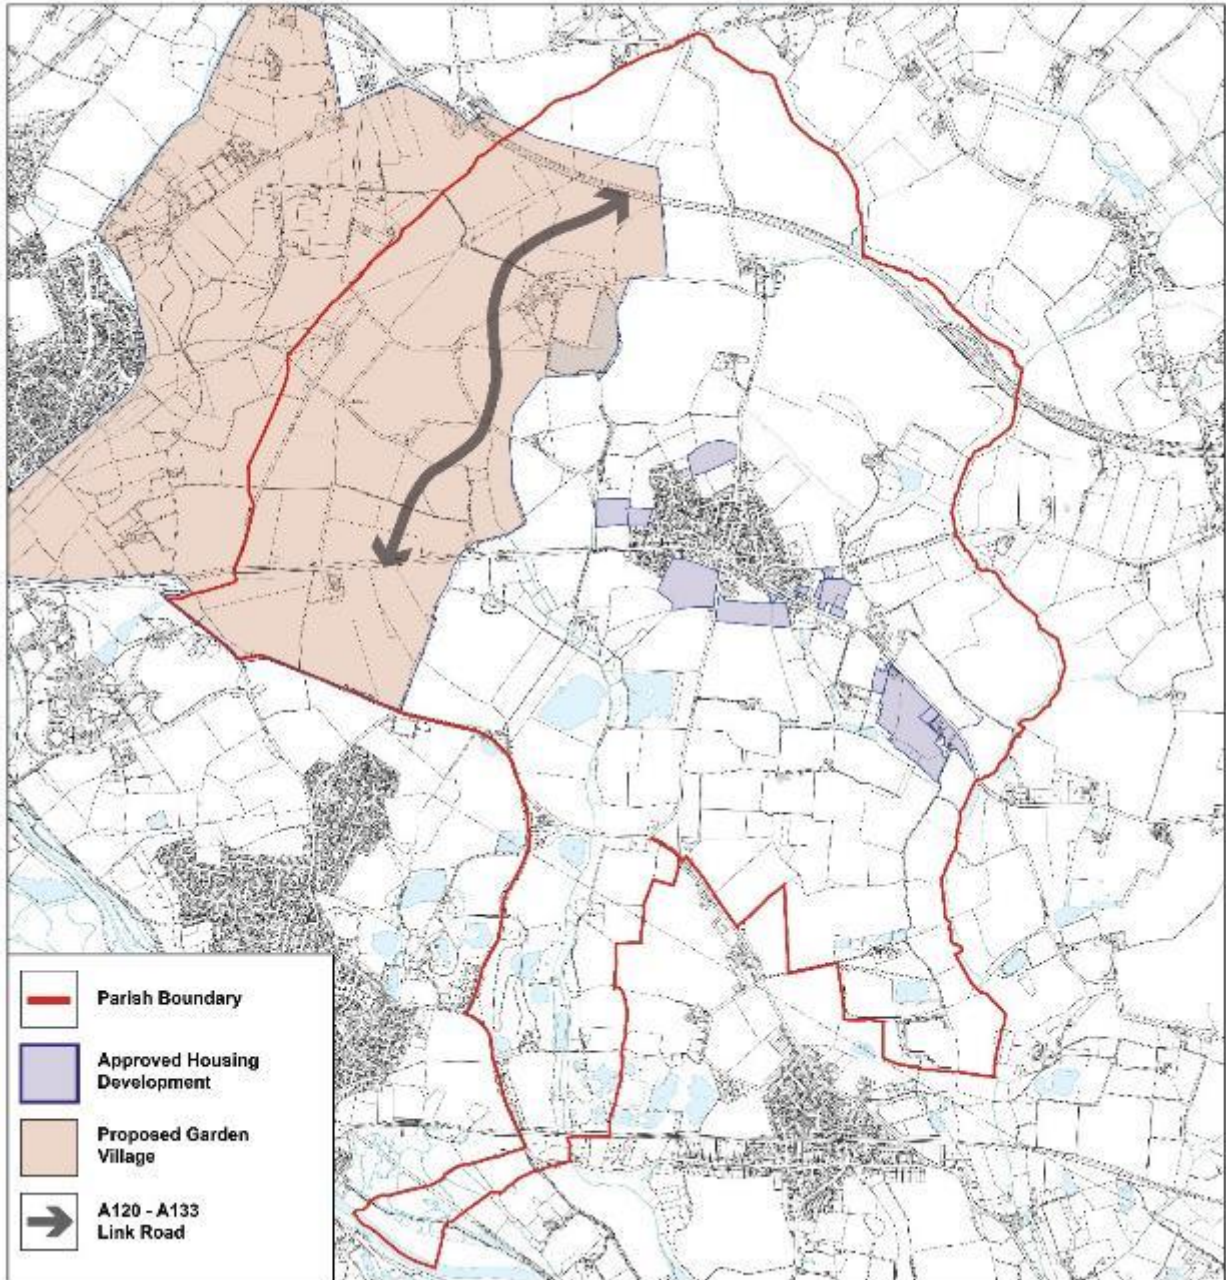 Parish Boundary
Approved Housing
Development
Proposed Garden
Village
A120 - A133
Link Road